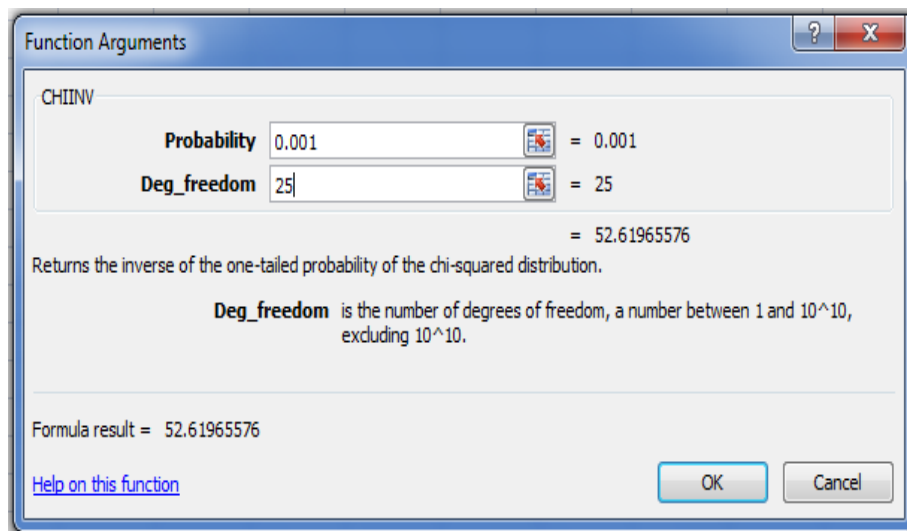 Function Arguments
?
X
CHIINV
Probability 0.001 = 0.001
Deg_freedom 25 = 25
= 52.61965576
Returns the inverse of the one-tailed probability of the chi-squared distribution.
Deg_freedom is the number of degrees of freedom, a number between 1 and 10^10,
excluding 10^10.
Formula result = 52.61965576
Help on this function
OK
Cancel